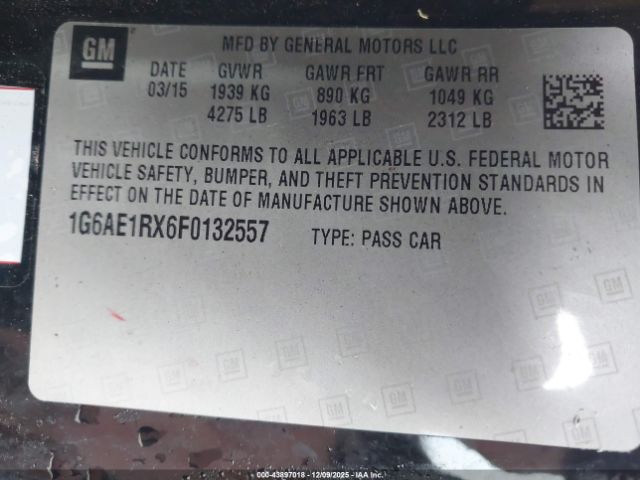 GM
MFD BY GENERAL MOTORS LLC
DATE GVWR GAWR FRT GAWR RR
03/15 1939 KG 890 KG 1049 KG
4275 LB 1963 LB 2312 LB
THIS VEHICLE CONFORMS TO ALL APPLICABLE U.S. FEDERAL MOTOR
VEHICLE SAFETY, BUMPER, AND THEFT PREVENTION STANDARDS IN
EFFECT ON THE DATE OF MANUFACTURE SHOWN ABOVE.
1G6AE1RX6F0132557 TYPE: PASS CAR
000-43897018 - 12/09/2025 - IAA Inc.